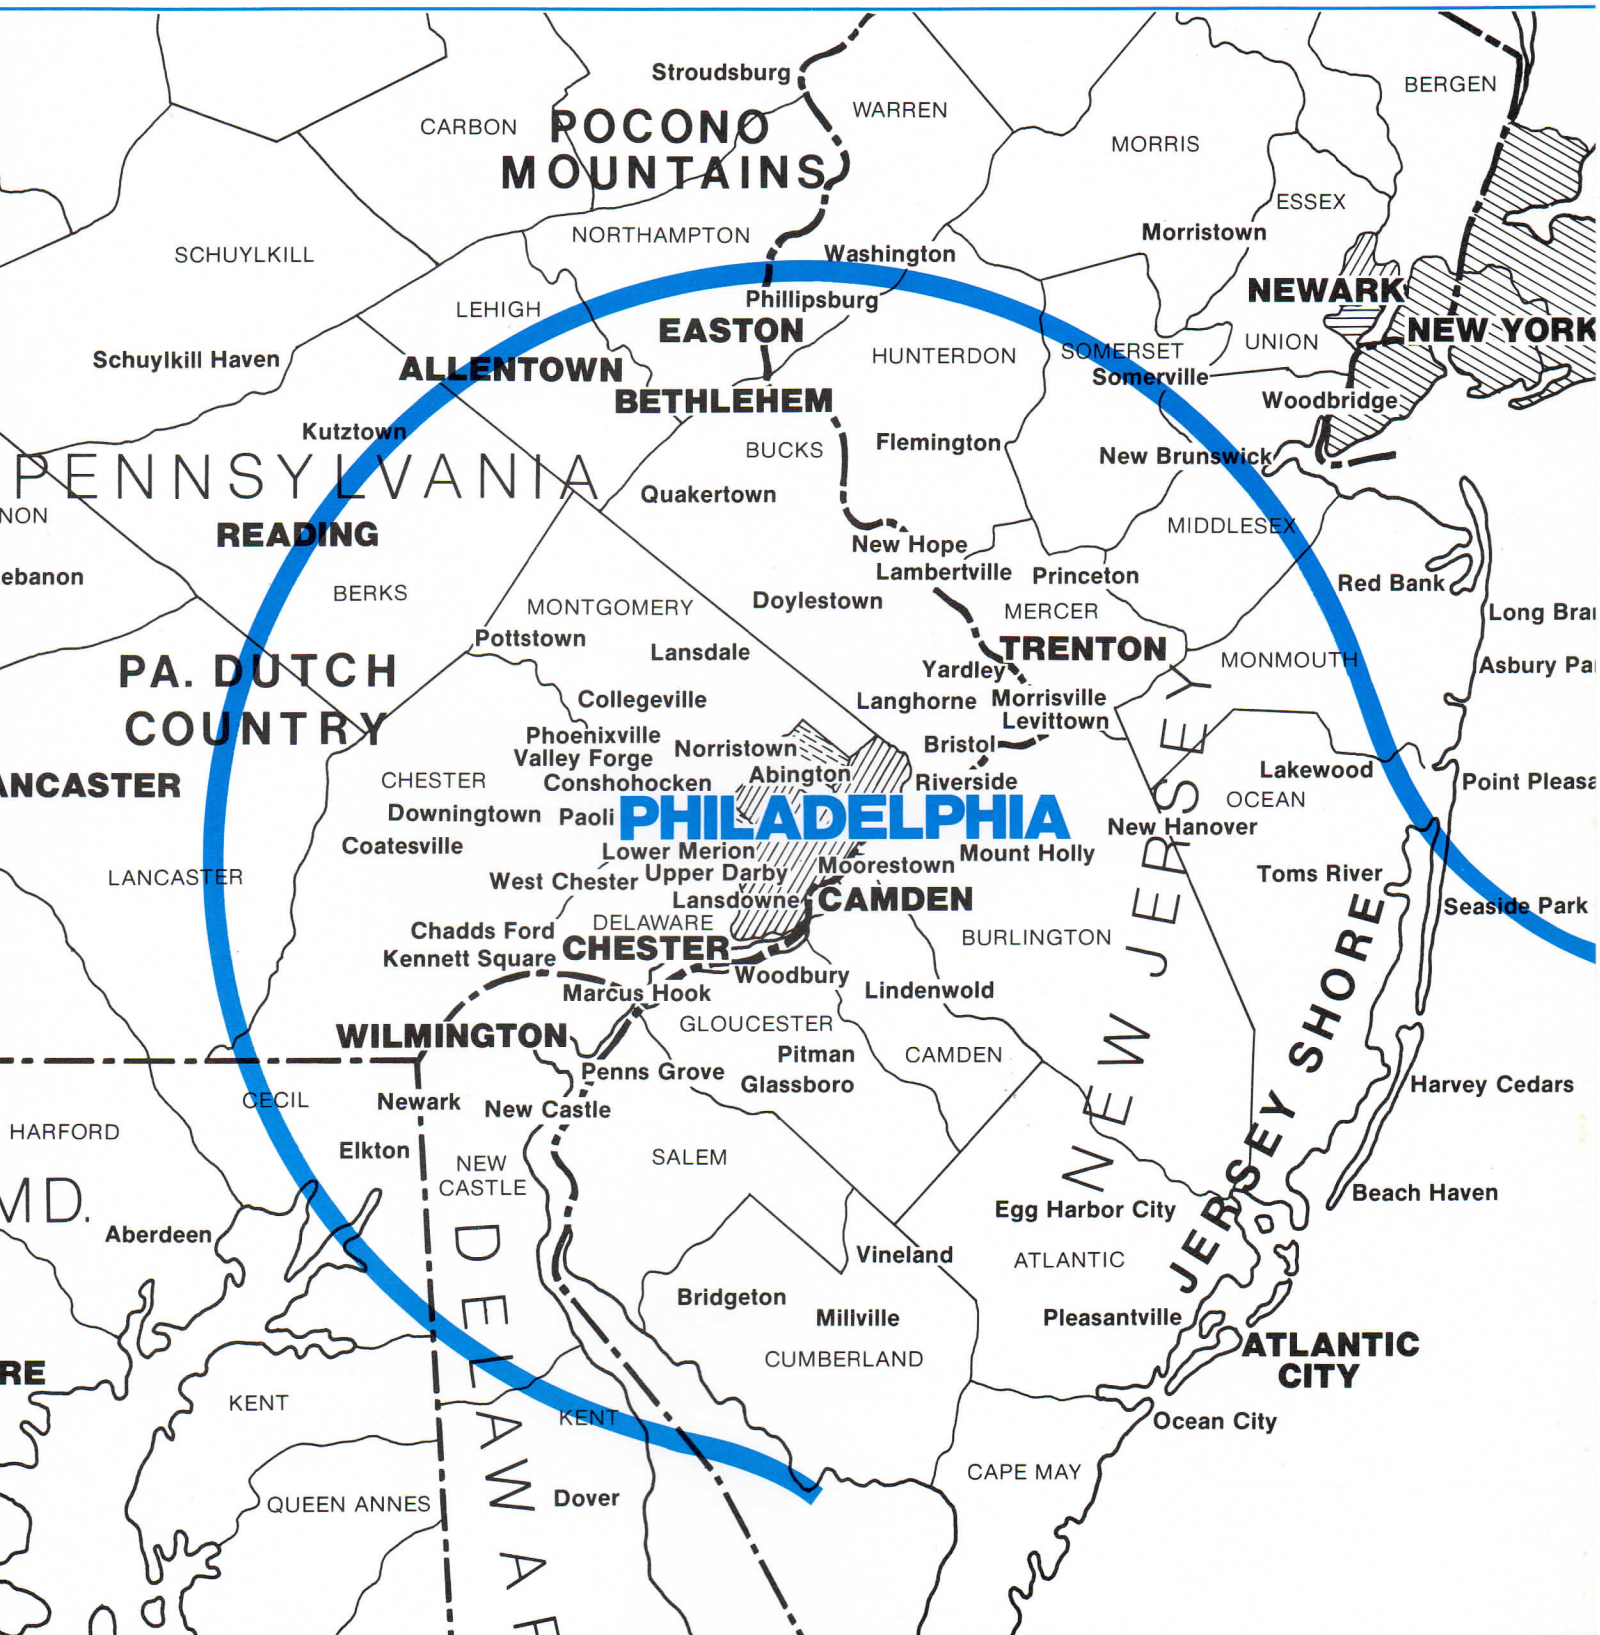 Stroudsburg
BERGEN
WARREN
CARBON
POCONO
MOUNTAINS
MORRIS
ESSEX
NORTHAMPTON
Morristown
SCHUYLKILL
Washington
NEWARK
Phillipsburg
LEHIGH
EASTON
NEW YORK
UNION
SOMERSET
HUNTERDON
Schuylkill Haven
ALLENTOWN
Somerville
BETHLEHEM
Woodbridge
Kutztown
Flemington
BUCKS
New Brunswick
PENNSYLVANIA
Quakertown
NON
MIDDLESEX
READING
New Hope
ebanon
Lambertville
Princeton
Red Bank
BERKS
Doylestown
MONTGOMERY
MERCER
Long Bra
Pottstown
Lansdale
TRENTON
MONMOUTH
Asbury Pa
PA. DUTCH
COUNTRY
Yardley
Collegeville
Langhorne
Morrisville
Levittown
Phoenixville
Norristown
Bristol
Valley Forge
Abington
Lakewood
CHESTER
Conshohocken
Riverside
Point Pleasa
ANCASTER
OCEAN
Downingtown
Paoli
PHILADELPHIA
New Hanover
Coatesville
Lower Merion
Moorestown
Mount Holly
LANCASTER
West Chester
Upper Darby
Toms River
Lansdowne
CAMDEN
Seaside Park
DELAWARE
Chadds Ford
BURLINGTON
CHESTER
Kennett Square
Woodbury
Marcus Hook
Lindenwold
NEW JERSEY
JERSEY SHORE
WILMINGTON
GLOUCESTER
Pitman
CAMDEN
Penns Grove
Glassboro
Harvey Cedars
CECIL
Newark
New Castle
HARFORD
Elkton
SALEM
NEW
CASTLE
MD.
Beach Haven
Egg Harbor City
Aberdeen
Vineland
ATLANTIC
Bridgeton
Millville
Pleasantville
ATLANTIC
CITY
CUMBERLAND
RE
KENT
KENT
Ocean City
CAPE MAY
QUEEN ANNES
Dover
DELAWAR